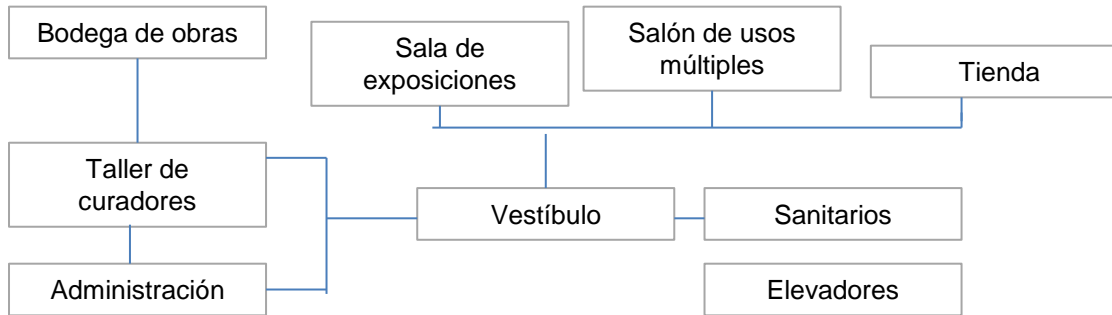 Bodega de obras
Sala de
exposiciones
Salón de usos
múltiples
Tienda
Taller de
curadores
Vestíbulo
Sanitarios
Administración
Elevadores